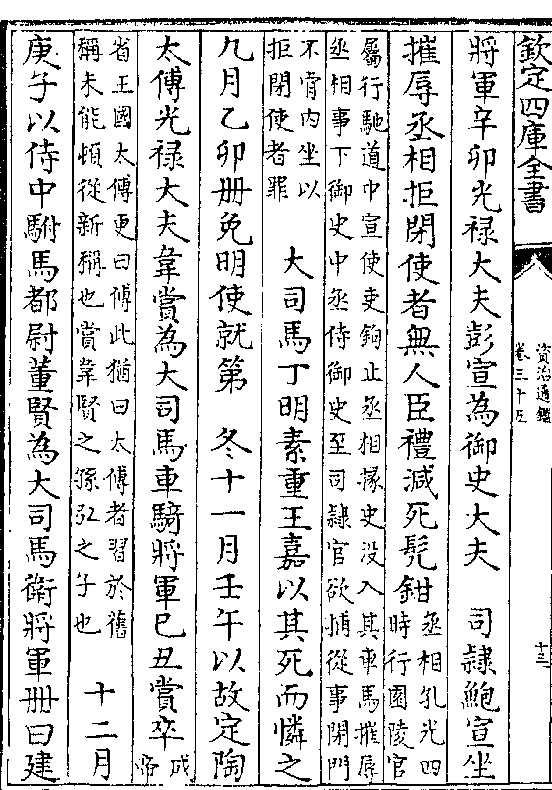 欽定四庫全書
資治通鑑
卷三十五
十三
將軍辛卯光禄大夫彭宣為御史大夫　司隷鮑宣坐
摧辱丞相拒閉使者無人臣禮減死髠鉗
丞相孔光四
時行園陵官
屬行馳道中宣使吏鉤止丞相掾史没入其車馬摧辱
丞相事下御史中丞侍御史至司隷官欲捕從事閉門
不肯内坐以
拒閉使者罪
大司馬丁明素重王嘉以其死而憐之
九月乙卯册免明使就第　冬十一月壬午以故定陶
太傅光禄大夫韋賞為大司馬車騎將軍己丑賞卒
成帝
省王國太傅更曰傅此猶曰太傅者習於舊
稱未能頓從新稱也賞韋賢之孫弘之子也
十二月
庚子以侍中駙馬都尉董賢為大司馬衛將軍册曰建